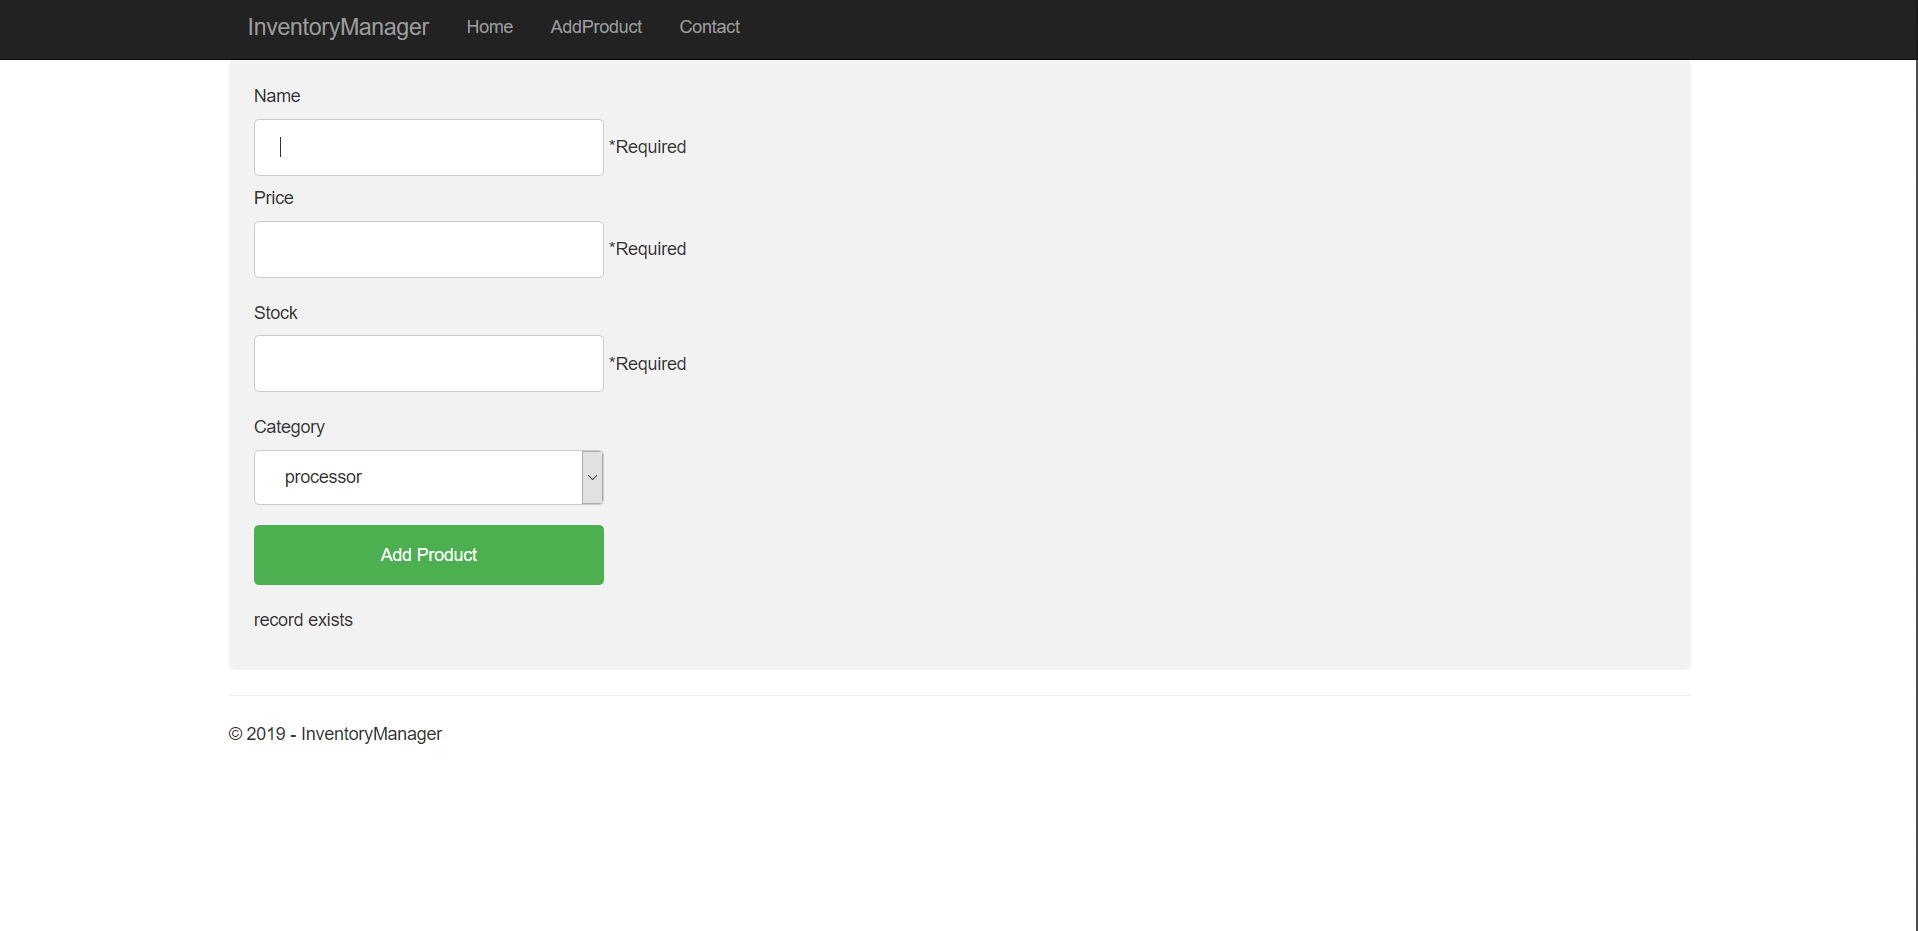 InventoryManager Home AddProduct Contact
Name
*Required
Price
*Required
Stock
*Required
Category
processor
Add Product
record exists
© 2019 - InventoryManager